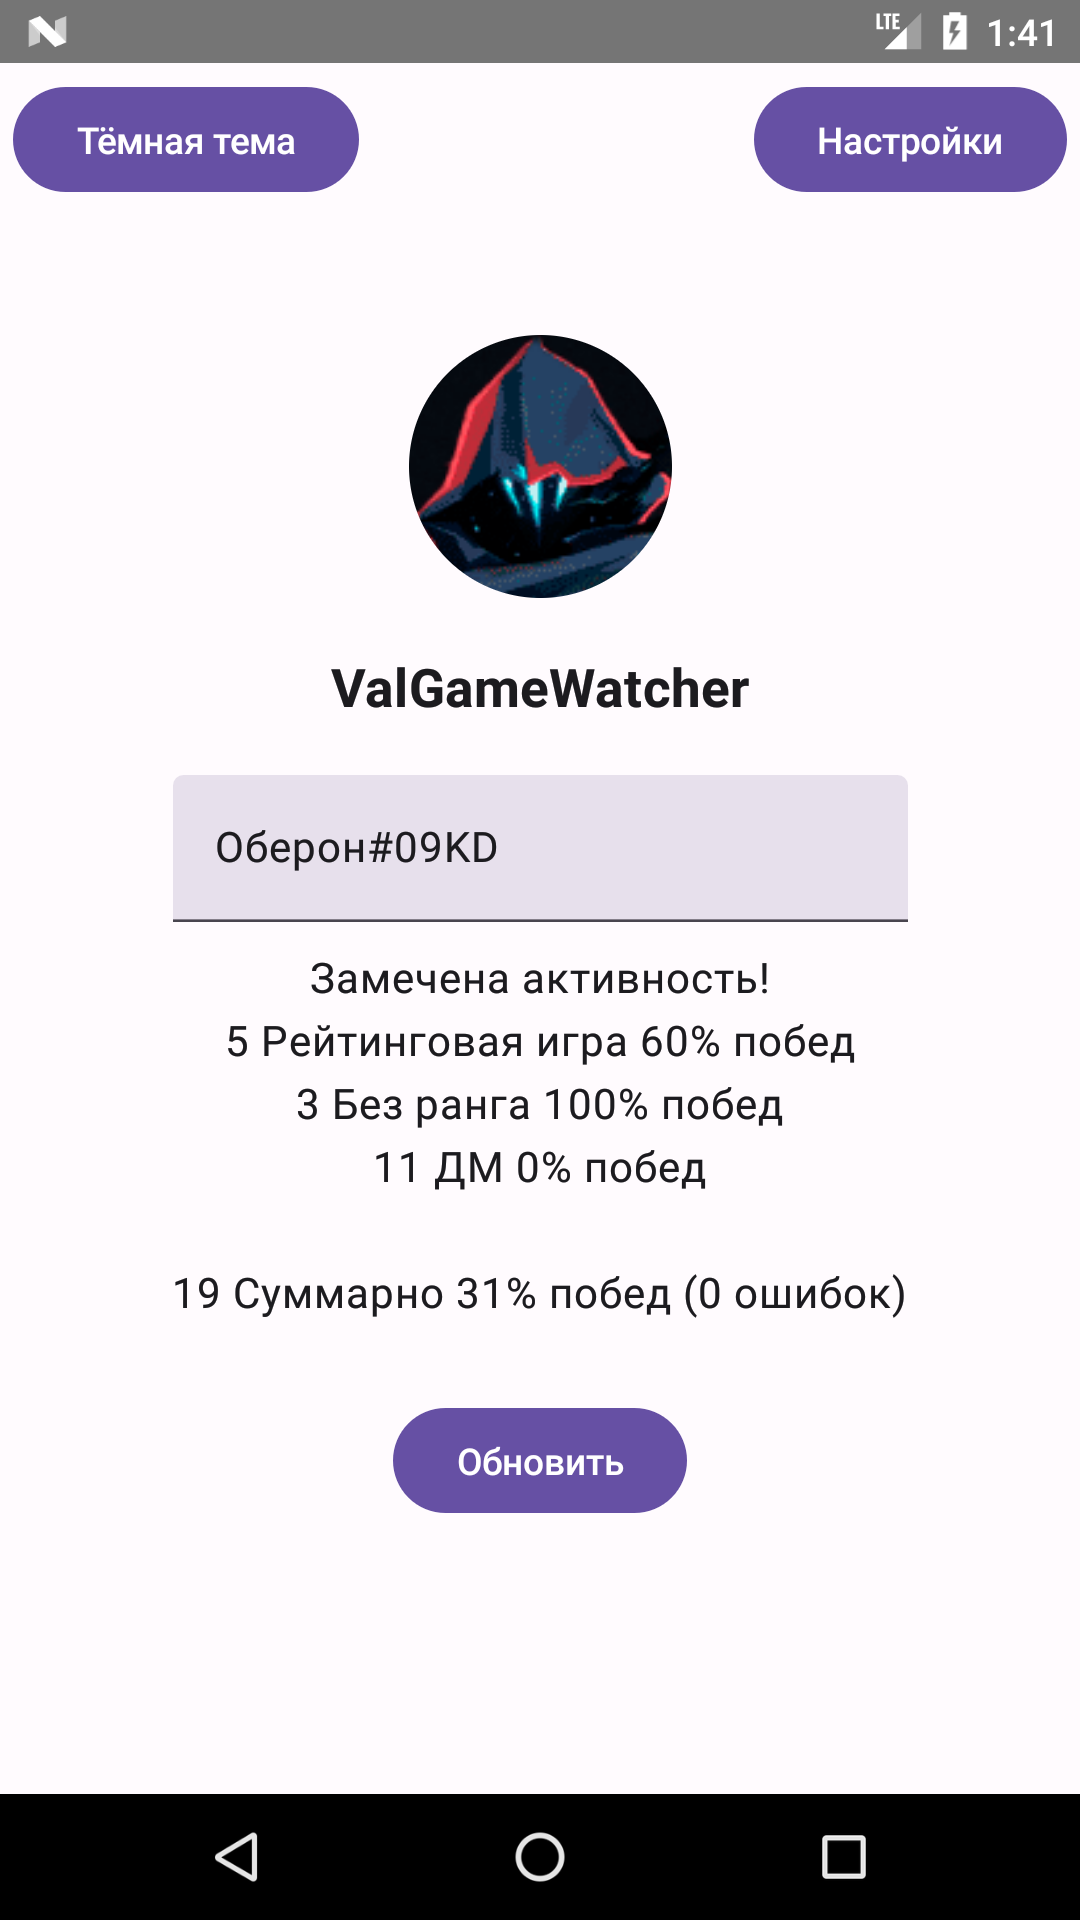 LTE 1:41
Тёмная тема
Настройки
ValGameWatcher
Оберон#09KD
Замечена активность!
5 Рейтинговая игра 60% побед
3 Без ранга 100% побед
11 ДМ 0% побед
19 Суммарно 31% побед (0 ошибок)
Обновить